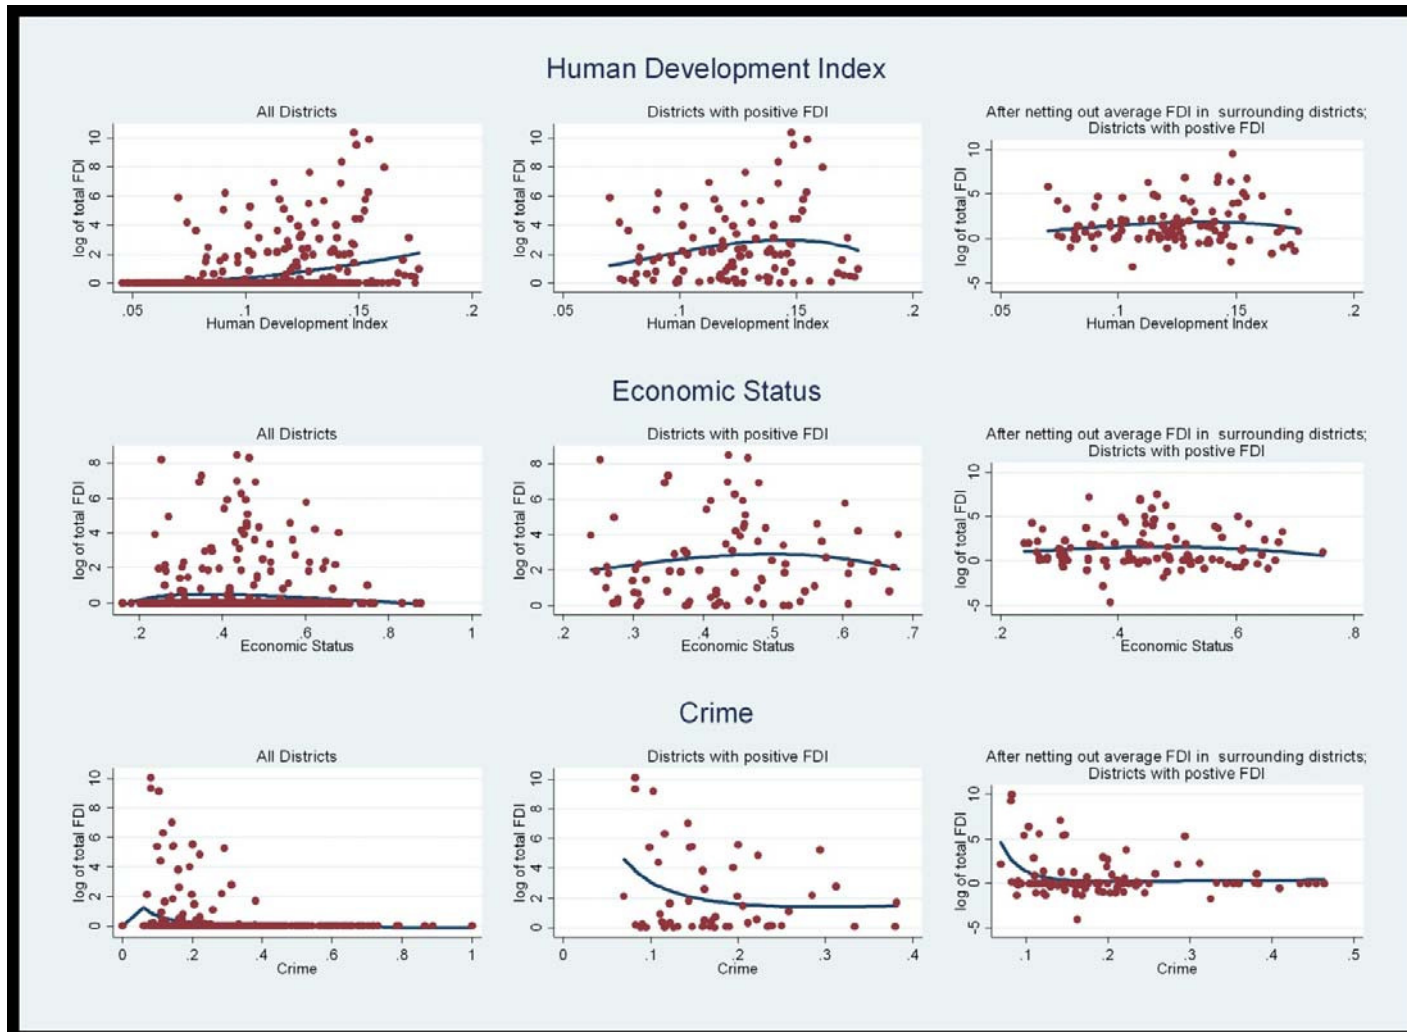 Human Development Index
All Districts
Districts with positive FDI
After netting out average FDI in surrounding districts;
Districts with postive FDI
log of total FDI
0 2 4 6 8 10
.05 .1 .15 .2
Human Development Index
log of total FDI
0 2 4 6 8 10
.05 .1 .15 .2
Human Development Index
log of total FDI
-5 0 5 10
.05 .1 .15 .2
Human Development Index
Economic Status
All Districts
Districts with positive FDI
After netting out average FDI in surrounding districts;
Districts with postive FDI
log of total FDI
0 2 4 6 8
.2 .4 .6 .8 1
Economic Status
log of total FDI
0 2 4 6 8
.2 .3 .4 .5 .6 .7
Economic Status
log of total FDI
-5 0 5 10
.2 .4 .6 .8
Economic Status
Crime
All Districts
Districts with positive FDI
After netting out average FDI in surrounding districts;
Districts with postive FDI
log of total FDI
0 2 4 6 8 10
0 .2 .4 .6 .8 1
Crime
log of total FDI
0 2 4 6 8 10
0 .1 .2 .3 .4
Crime
log of total FDI
-5 0 5 10
.1 .2 .3 .4 .5
Crime